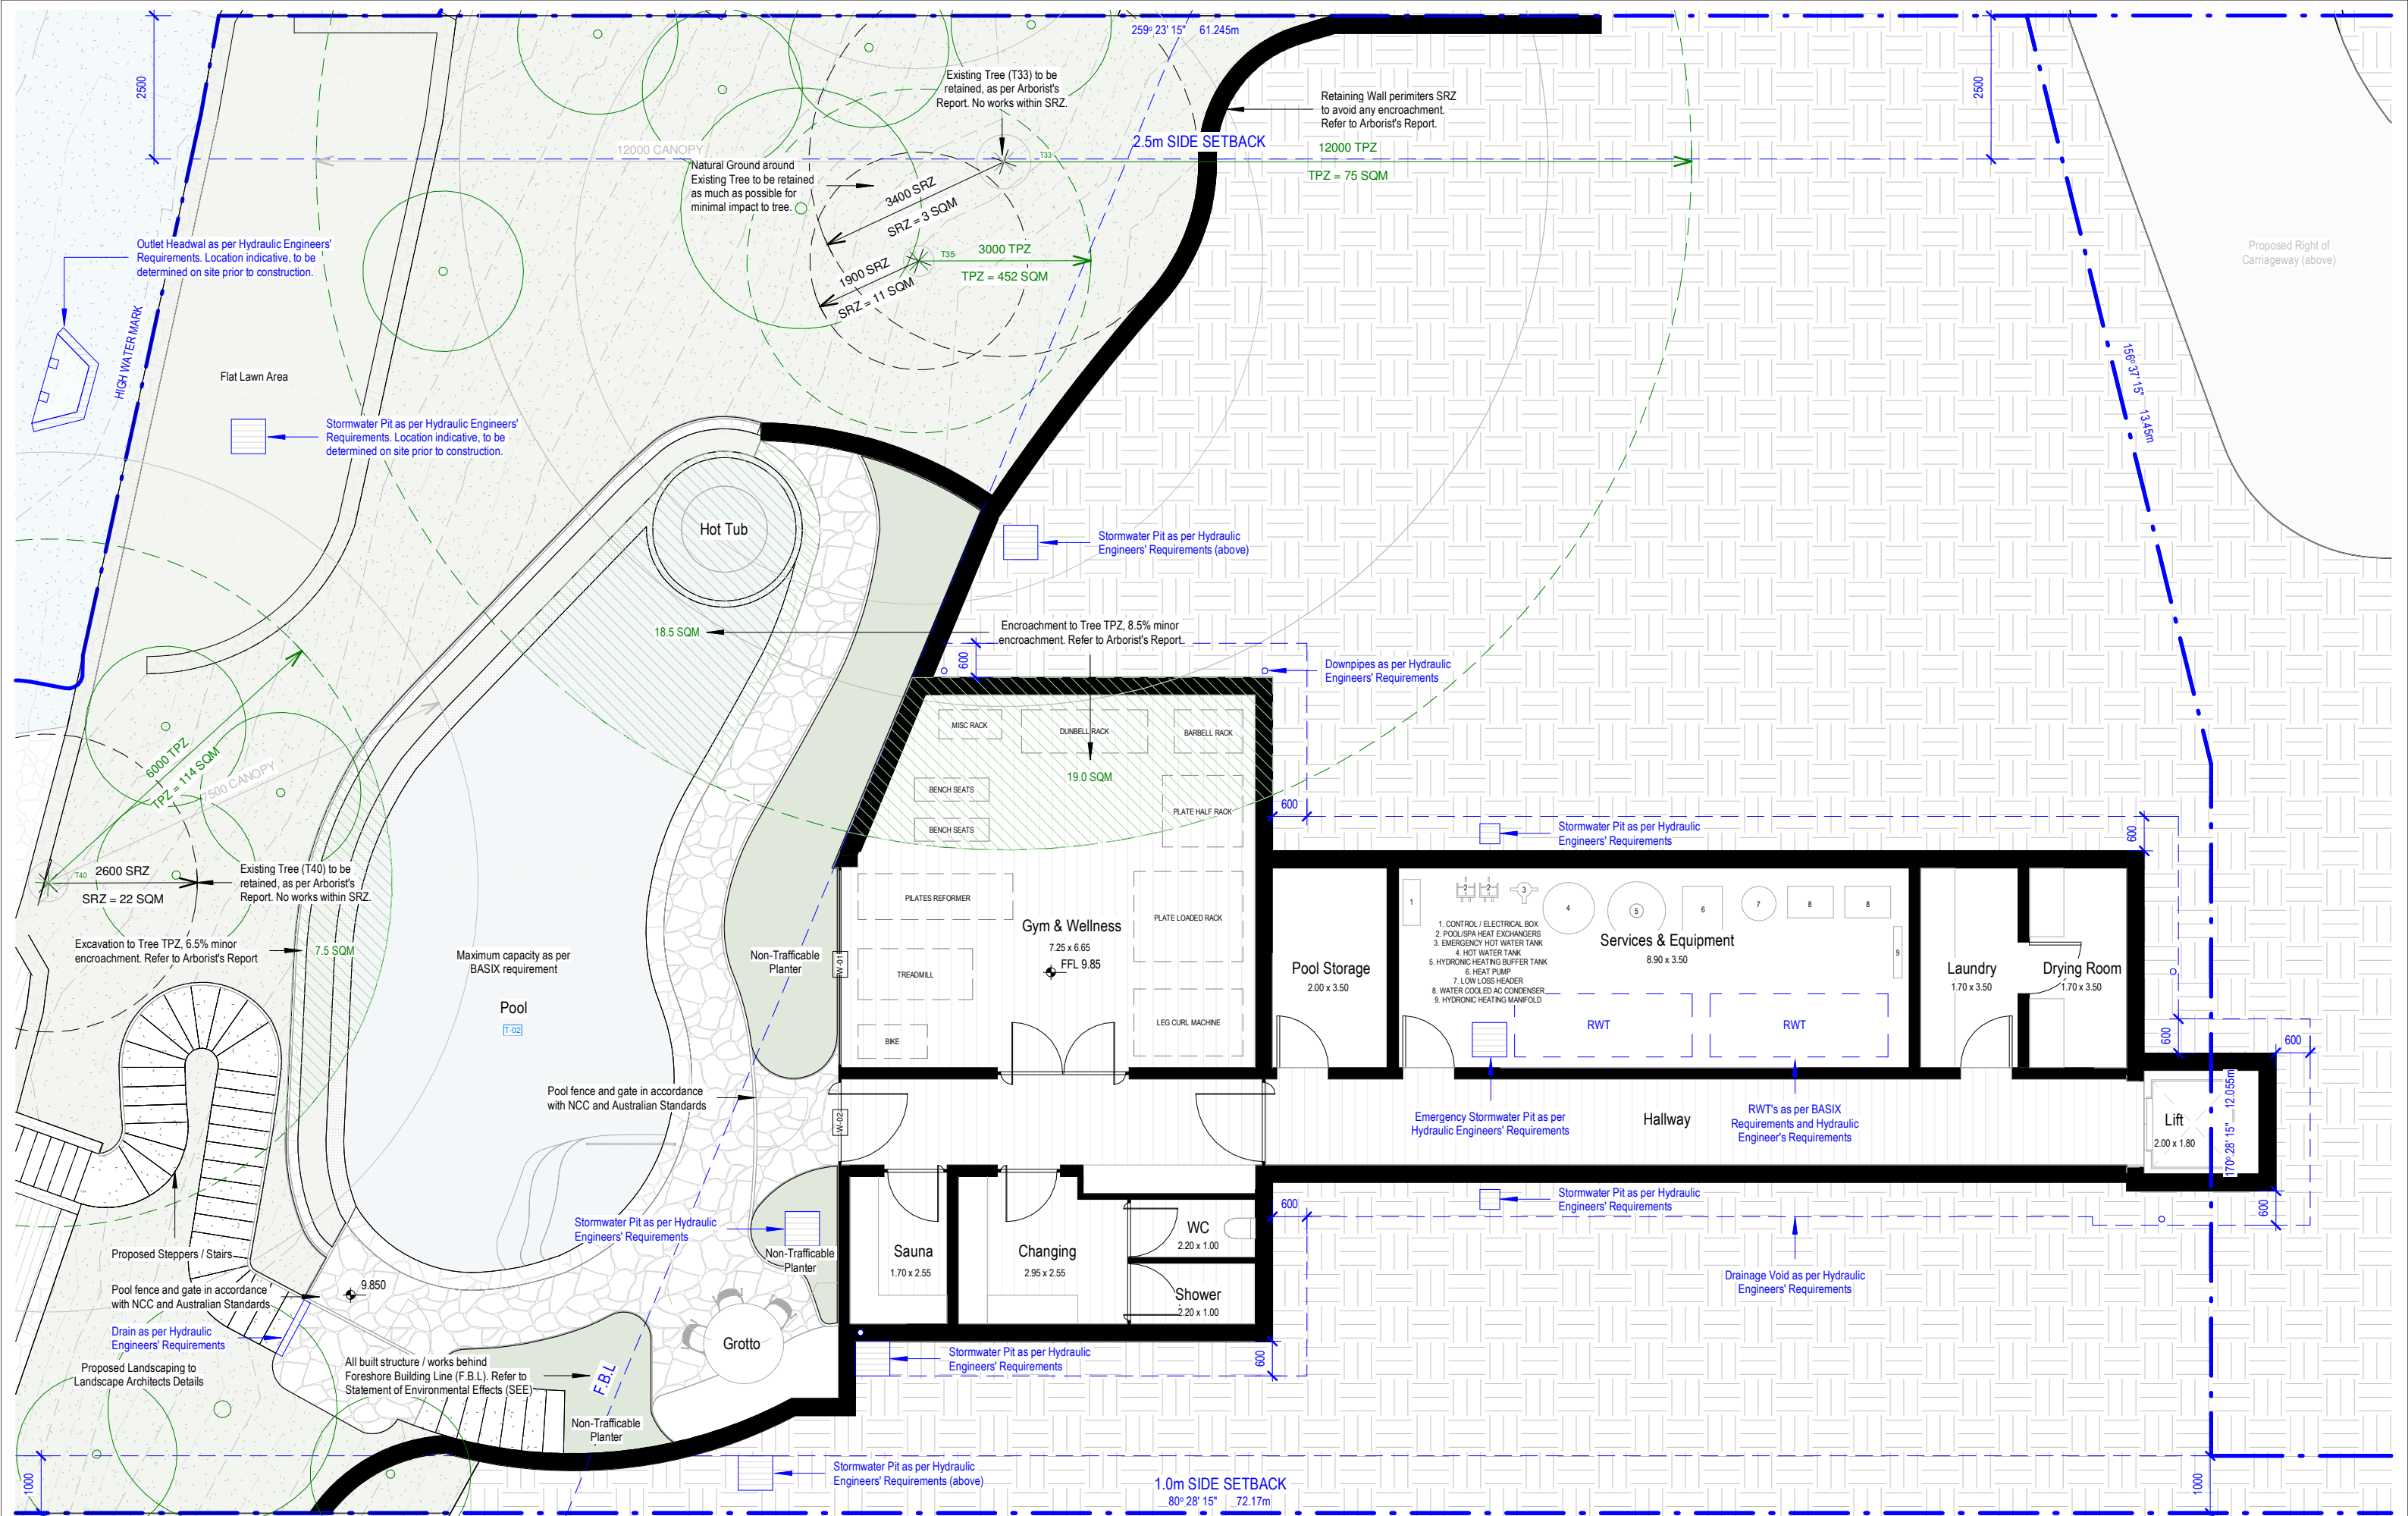 259º 23' 15" 61.245m
2500
2500
Existing Tree (T33) to be
retained, as per Arborist's
Report. No works within SRZ.
Retaining Wall perimiters SRZ
to avoid any encroachment.
Refer to Arborist's Report.
2.5m SIDE SETBACK
12000 CANOPY
T33
12000 TPZ
TPZ = 75 SQM
Natural Ground around
Existing Tree to be retained
as much as possible for
minimal impact to tree.
3400 SRZ
SRZ = 3 SQM
T35
3000 TPZ
TPZ = 452 SQM
1900 SRZ
SRZ = 11 SQM
Proposed Right of
Carriageway (above)
Outlet Headwal as per Hydraulic Engineers'
Requirements. Location indicative, to be
determined on site prior to construction.
HIGH WATER MARK
156º 37' 15" 13.45m
Flat Lawn Area
Stormwater Pit as per Hydraulic Engineers'
Requirements. Location indicative, to be
determined on site prior to construction.
Hot Tub
Stormwater Pit as per Hydraulic
Engineers' Requirements (above)
18.5 SQM
Encroachment to Tree TPZ, 8.5% minor
encroachment. Refer to Arborist's Report.
600
Downpipes as per Hydraulic
Engineers' Requirements
MISC RACK
DUNBELL RACK
BARBELL RACK
19.0 SQM
BENCH SEATS
PLATE HALF RACK
BENCH SEATS
600
6000 TPZ
TPZ = 114 SQM
7500 CANOPY
Stormwater Pit as per Hydraulic
Engineers' Requirements
600
T40
2600 SRZ
SRZ = 22 SQM
Existing Tree (T40) to be
retained, as per Arborist's
Report. No works within SRZ.
PILATES REFORMER
PLATE LOADED RACK
Gym & Wellness
7.25 x 6.65
FFL 9.85
1
2
2
3
4
5
6
7
8
8
9
1. CONTROL / ELECTRICAL BOX
2. POOL/SPA HEAT EXCHANGERS
3. EMERGENCY HOT WATER TANK
4. HOT WATER TANK
5. HYDRONIC HEATING BUFFER TANK
6. HEAT PUMP
7. LOW LOSS HEADER
8. WATER COOLED AC CONDENSER
9. HYDRONIC HEATING MANIFOLD
Services & Equipment
8.90 x 3.50
Excavation to Tree TPZ, 6.5% minor
encroachment. Refer to Arborist's Report
7.5 SQM
Maximum capacity as per
BASIX requirement
Pool
T-02
Non-Trafficable
Planter
W-01
TREADMILL
BIKE
LEG CURL MACHINE
Pool Storage
2.00 x 3.50
RWT
RWT
Laundry
1.70 x 3.50
Drying Room
1.70 x 3.50
600
600
Pool fence and gate in accordance
with NCC and Australian Standards
W-02
Emergency Stormwater Pit as per
Hydraulic Engineers' Requirements
Hallway
RWT's as per BASIX
Requirements and Hydraulic
Engineer's Requirements
Lift
2.00 x 1.80
170º 28' 15" 12.055m
600
Stormwater Pit as per Hydraulic
Engineers' Requirements
600
Stormwater Pit as per Hydraulic
Engineers' Requirements
Non-Trafficable
Planter
Sauna
1.70 x 2.55
Changing
2.95 x 2.55
WC
2.20 x 1.00
Shower
2.20 x 1.00
Drainage Void as per Hydraulic
Engineers' Requirements
Proposed Steppers / Stairs
Pool fence and gate in accordance
with NCC and Australian Standards
9.850
Drain as per Hydraulic
Engineers' Requirements
Proposed Landscaping to
Landscape Architects Details
All built structure / works behind
Foreshore Building Line (F.B.L). Refer to
Statement of Environmental Effects (SEE)
F.B.L
Grotto
Stormwater Pit as per Hydraulic
Engineers' Requirements
600
Non-Trafficable
Planter
Stormwater Pit as per Hydraulic
Engineers' Requirements (above)
1.0m SIDE SETBACK
80º 28' 15" 72.17m
1000
1000